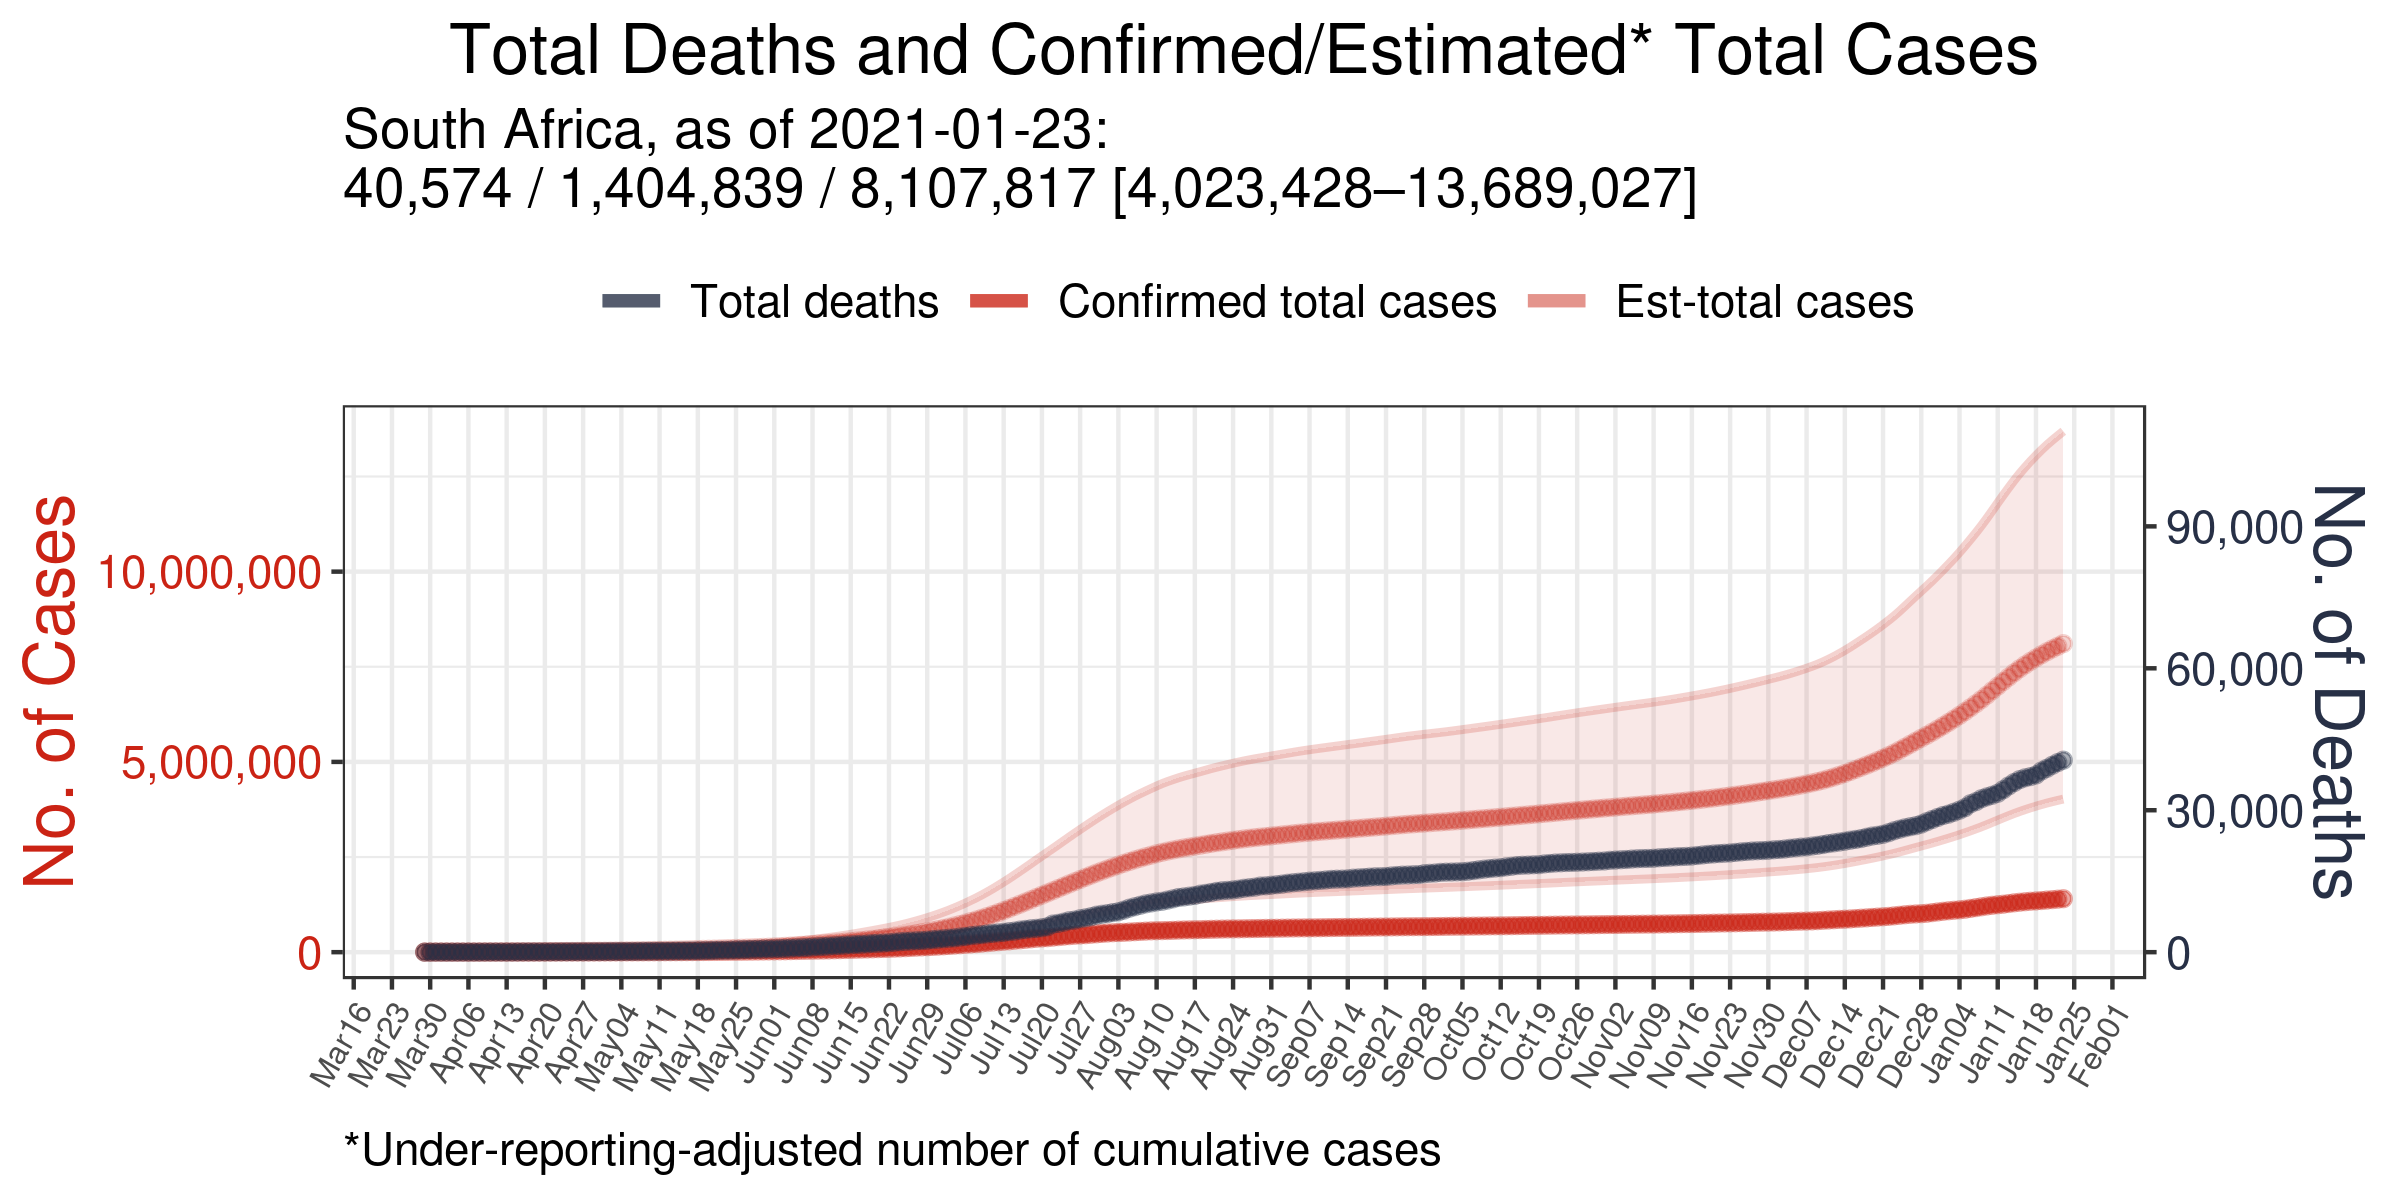 Total Deaths and Confirmed/Estimated* Total Cases
South Africa, as of 2021-01-23:
40,574 / 1,404,839 / 8,107,817 [4,023,428–13,689,027]
Total deaths Confirmed total cases Est-total cases
No. of Cases
10,000,000
5,000,000
0
90,000
60,000
30,000
0
No. of Deaths
Mar16 Mar23 Mar30 Apr06 Apr13 Apr20 Apr27 May04 May11 May18 May25 Jun01 Jun08 Jun15 Jun22 Jun29 Jul06 Jul13 Jul20 Jul27 Aug03 Aug10 Aug17 Aug24 Aug31 Sep07 Sep14 Sep21 Sep28 Oct05 Oct12 Oct19 Oct26 Nov02 Nov09 Nov16 Nov23 Nov30 Dec07 Dec14 Dec21 Dec28 Jan04 Jan11 Jan18 Jan25 Feb01
*Under-reporting-adjusted number of cumulative cases